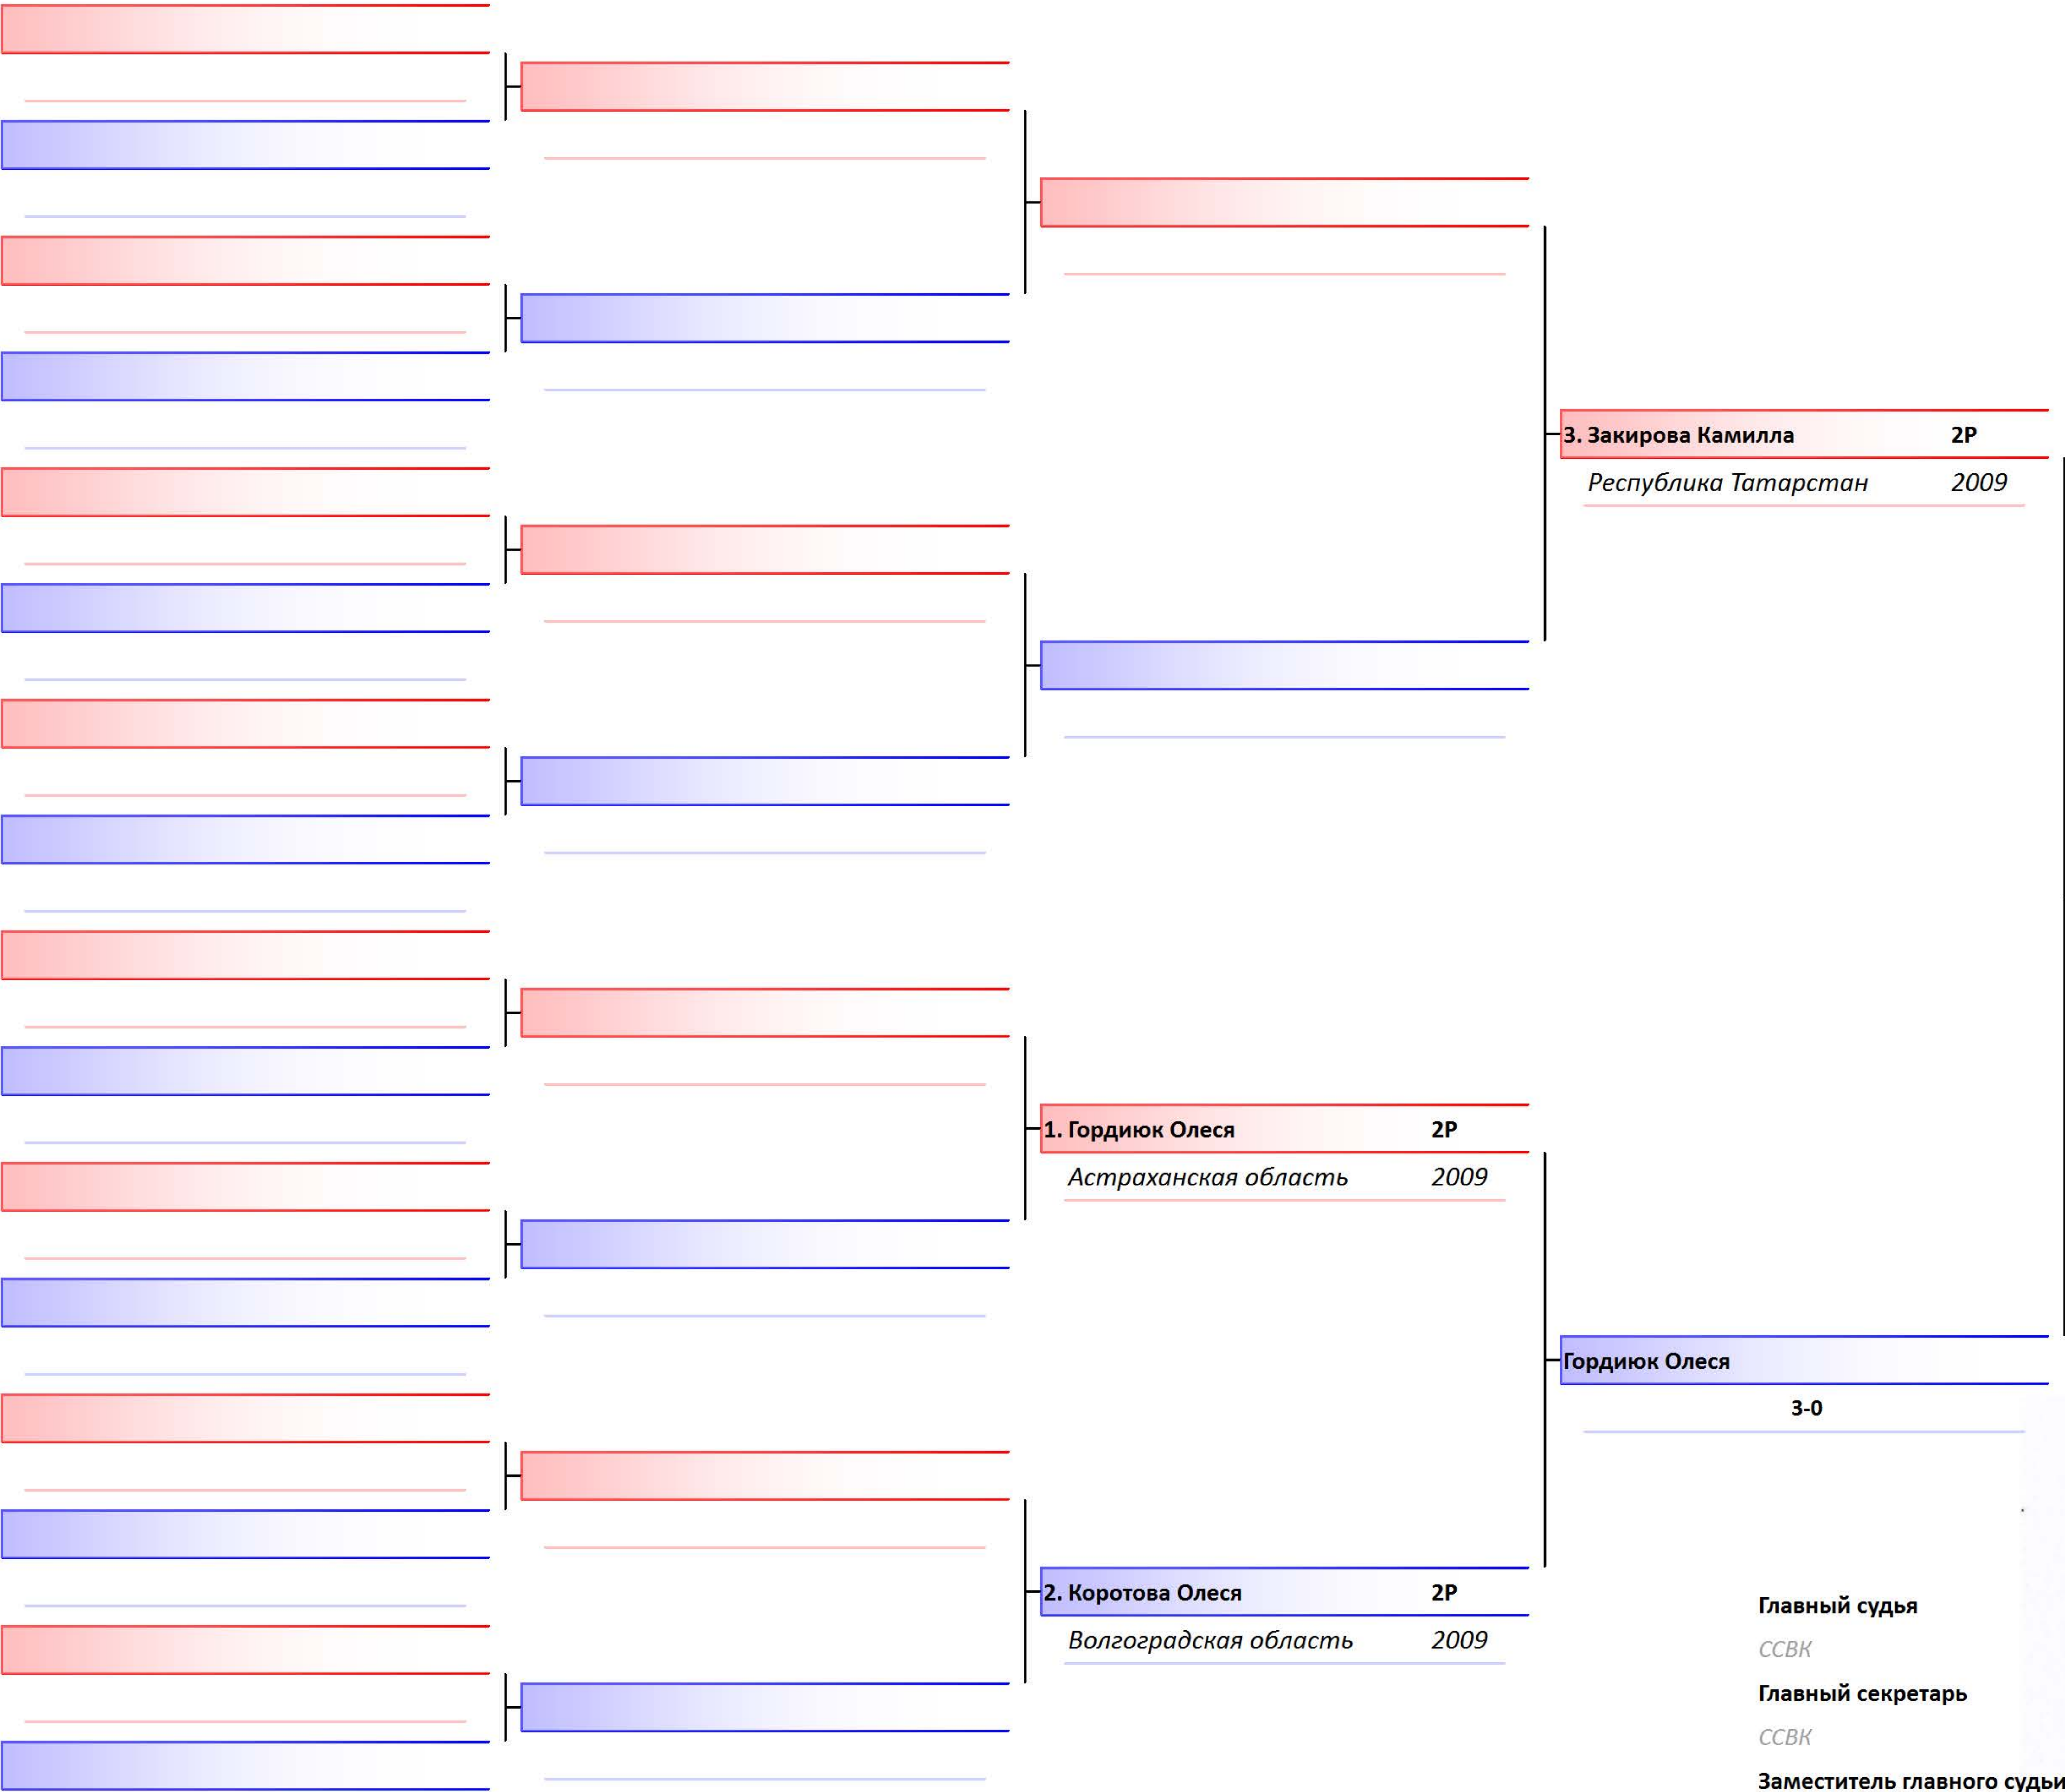 3. Закирова Камилла 2Р
Республика Татарстан 2009
1. Гордиюк Олеся 2Р
Астраханская область 2009
Гордиюк Олеся
3-0
2. Коротова Олеся 2Р
Волгоградская область 2009
Главный судья
ССВК
Главный секретарь
ССВК
Заместитель главного судьи